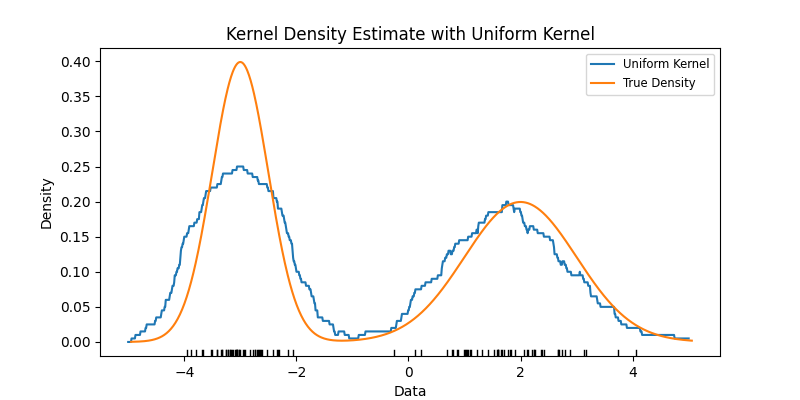 Kernel Density Estimate with Uniform Kernel
Uniform Kernel
True Density
Density
0.40
0.35
0.30
0.25
0.20
0.15
0.10
0.05
0.00
−4
−2
0
2
4
Data